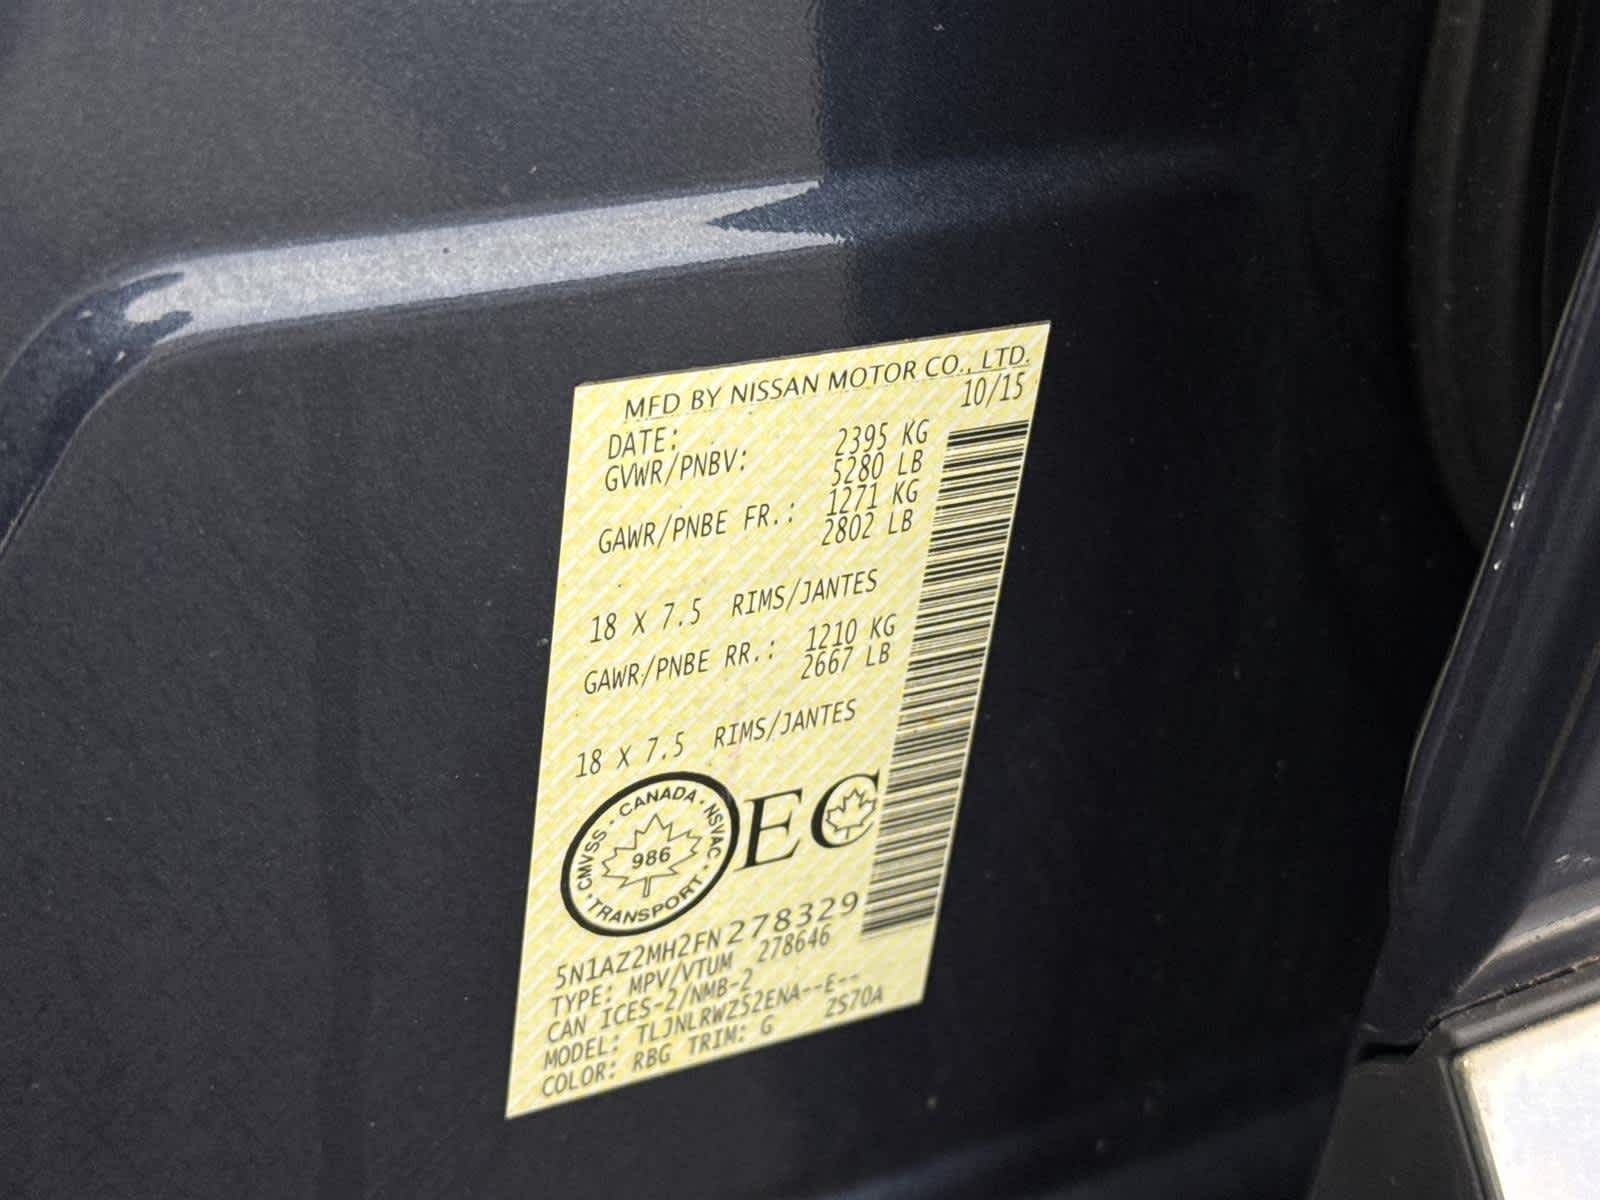 MFD BY NISSAN MOTOR CO., LTD.
DATE: 10/15
GVWR/PNBV: 2395 KG
5280 LB
GAWR/PNBE FR.: 1271 KG
2802 LB
18 X 7.5 RIMS/JANTES
GAWR/PNBE RR.: 1210 KG
2667 LB
18 X 7.5 RIMS/JANTES
CANADA · NSVAC · TRANSPORT · CMVSS ·
986
EC
5N1AZ2MH2FN278329
TYPE: MPV/VTUM 278646
CAN ICES-2/NMB-2
MODEL: TLJNLRWZ52ENA--E--
COLOR: RBG TRIM: G ZS70A